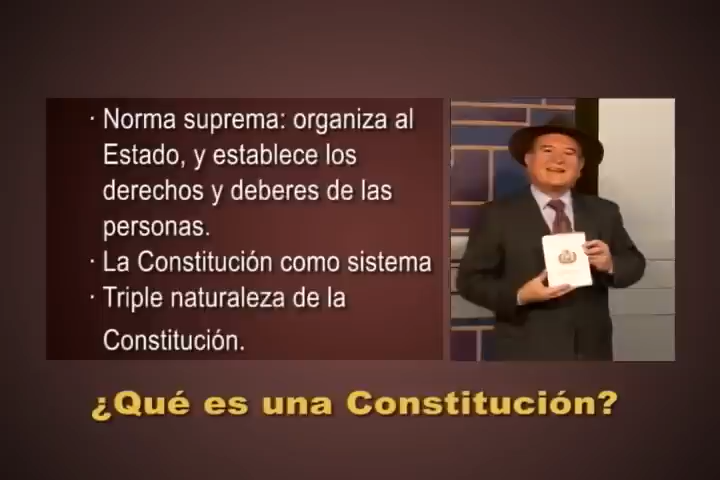 · Norma suprema: organiza al
Estado, y establece los
derechos y deberes de las
personas.
· La Constitución como sistema
· Triple naturaleza de la
Constitución.
¿Qué es una Constitución?